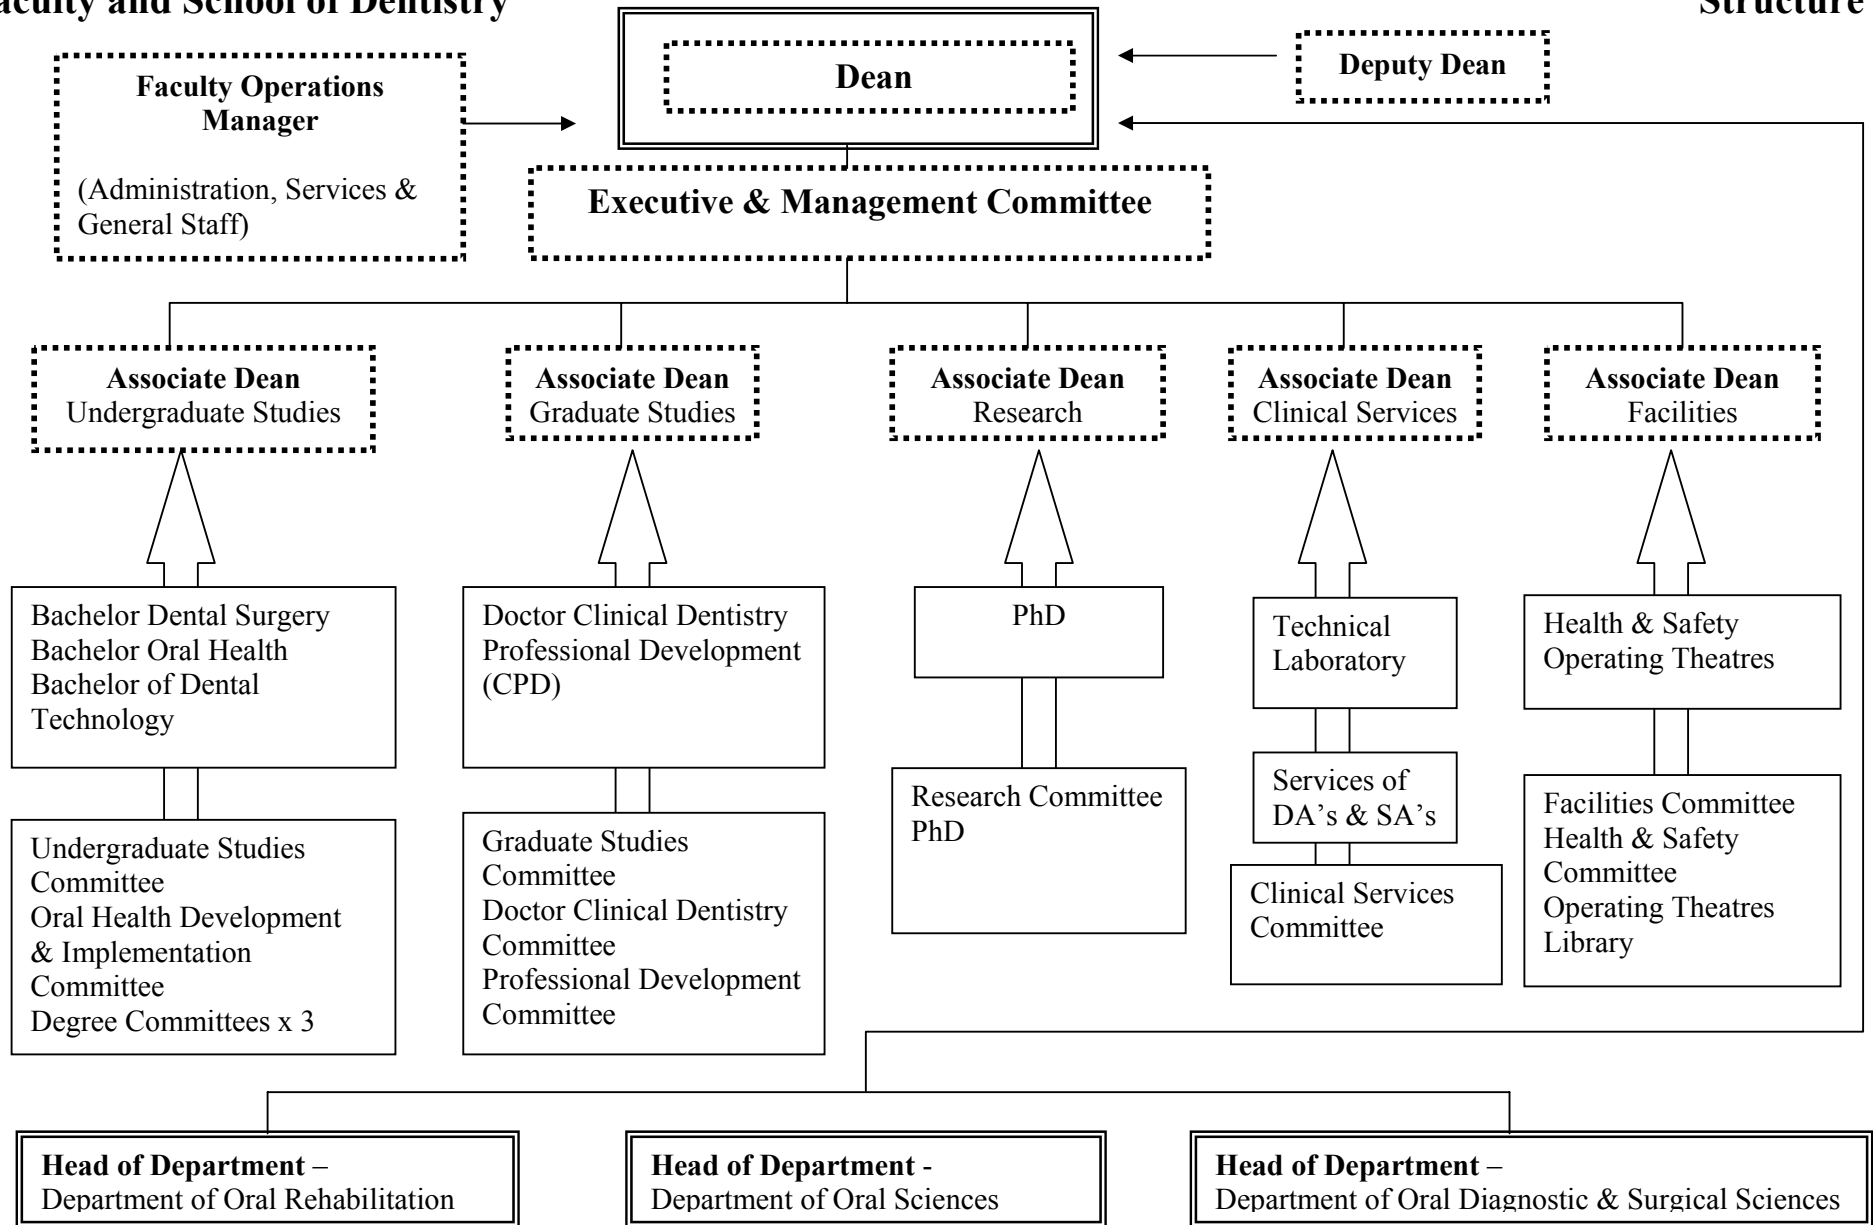 Faculty and School of Dentistry
Structure
Dean
Deputy Dean
Faculty Operations
Manager
(Administration, Services &
General Staff)
Executive & Management Committee
Associate Dean
Undergraduate Studies
Associate Dean
Graduate Studies
Associate Dean
Research
Associate Dean
Clinical Services
Associate Dean
Facilities
Bachelor Dental Surgery
Bachelor Oral Health
Bachelor of Dental
Technology
Doctor Clinical Dentistry
Professional Development
(CPD)
PhD
Technical
Laboratory
Health & Safety
Operating Theatres
Undergraduate Studies
Committee
Oral Health Development
& Implementation
Committee
Degree Committees x 3
Graduate Studies
Committee
Doctor Clinical Dentistry
Committee
Professional Development
Committee
Research Committee
PhD
Services of
DA’s & SA’s
Clinical Services
Committee
Facilities Committee
Health & Safety
Committee
Operating Theatres
Library
Head of Department –
Department of Oral Rehabilitation
Head of Department -
Department of Oral Sciences
Head of Department –
Department of Oral Diagnostic & Surgical Sciences